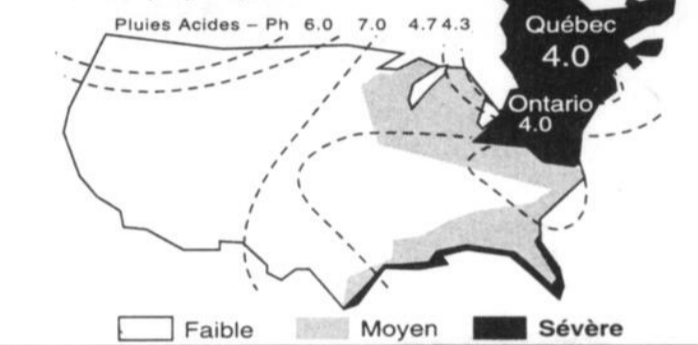 Pluies Acides – Ph 6.0 7.0 4.7 4.3
Québec
4.0
Ontario
4.0
Faible Moyen Sévère